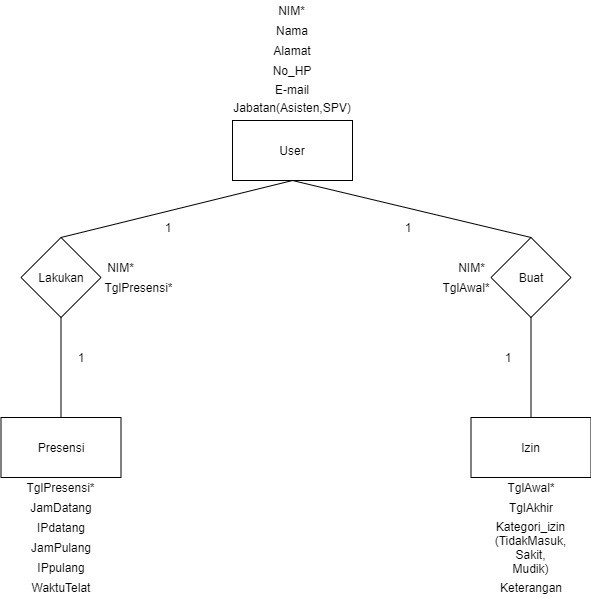 NIM*
Nama
Alamat
No_HP
E-mail
Jabatan(Asisten,SPV)
User
1
1
Lakukan
NIM*
TglPresensi*
NIM*
TglAwal*
Buat
1
1
Presensi
Izin
TglPresensi*
JamDatang
IPdatang
JamPulang
IPpulang
WaktuTelat
TglAwal*
TglAkhir
Kategori_izin
(TidakMasuk,
Sakit,
Mudik)
Keterangan